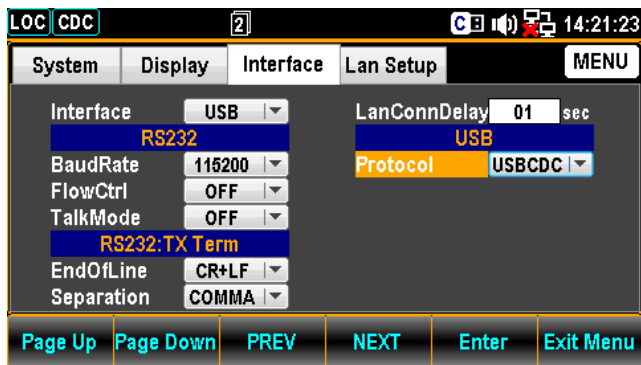 LOC CDC 2 C 14:21:23
System Display Interface Lan Setup MENU
Interface USB
RS232
BaudRate 115200
FlowCtrl OFF
TalkMode OFF
RS232:TX Term
EndOfLine CR+LF
Separation COMMA
LanConnDelay 01 sec
USB
Protocol USBCDC
Page Up Page Down PREV NEXT Enter Exit Menu